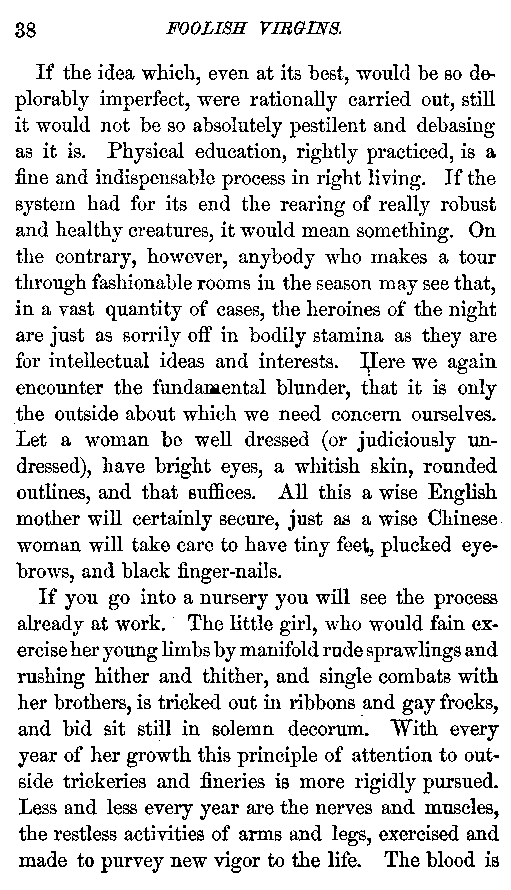 38 FOOLISH VIRGINS.
If the idea which, even at its best, would be so de-
plorably imperfect, were rationally carried out, still
it would not be so absolutely pestilent and debasing
as it is. Physical education, rightly practiced, is a
fine and indispensable process in right living. If the
system had for its end the rearing of really robust
and healthy creatures, it would mean something. On
the contrary, however, anybody who makes a tour
through fashionable rooms in the season may see that,
in a vast quantity of cases, the heroines of the night
are just as sorrily off in bodily stamina as they are
for intellectual ideas and interests. Here we again
encounter the fundamental blunder, that it is only
the outside about which we need concern ourselves.
Let a woman be well dressed (or judiciously un-
dressed), have bright eyes, a whitish skin, rounded
outlines, and that suffices. All this a wise English
mother will certainly secure, just as a wise Chinese
woman will take care to have tiny feet, plucked eye-
brows, and black finger-nails.
If you go into a nursery you will see the process
already at work. The little girl, who would fain ex-
ercise her young limbs by manifold rude sprawlings and
rushing hither and thither, and single combats with
her brothers, is tricked out in ribbons and gay frocks,
and bid sit still in solemn decorum. With every
year of her growth this principle of attention to out-
side trickeries and fineries is more rigidly pursued.
Less and less every year are the nerves and muscles,
the restless activities of arms and legs, exercised and
made to purvey new vigor to the life. The blood is